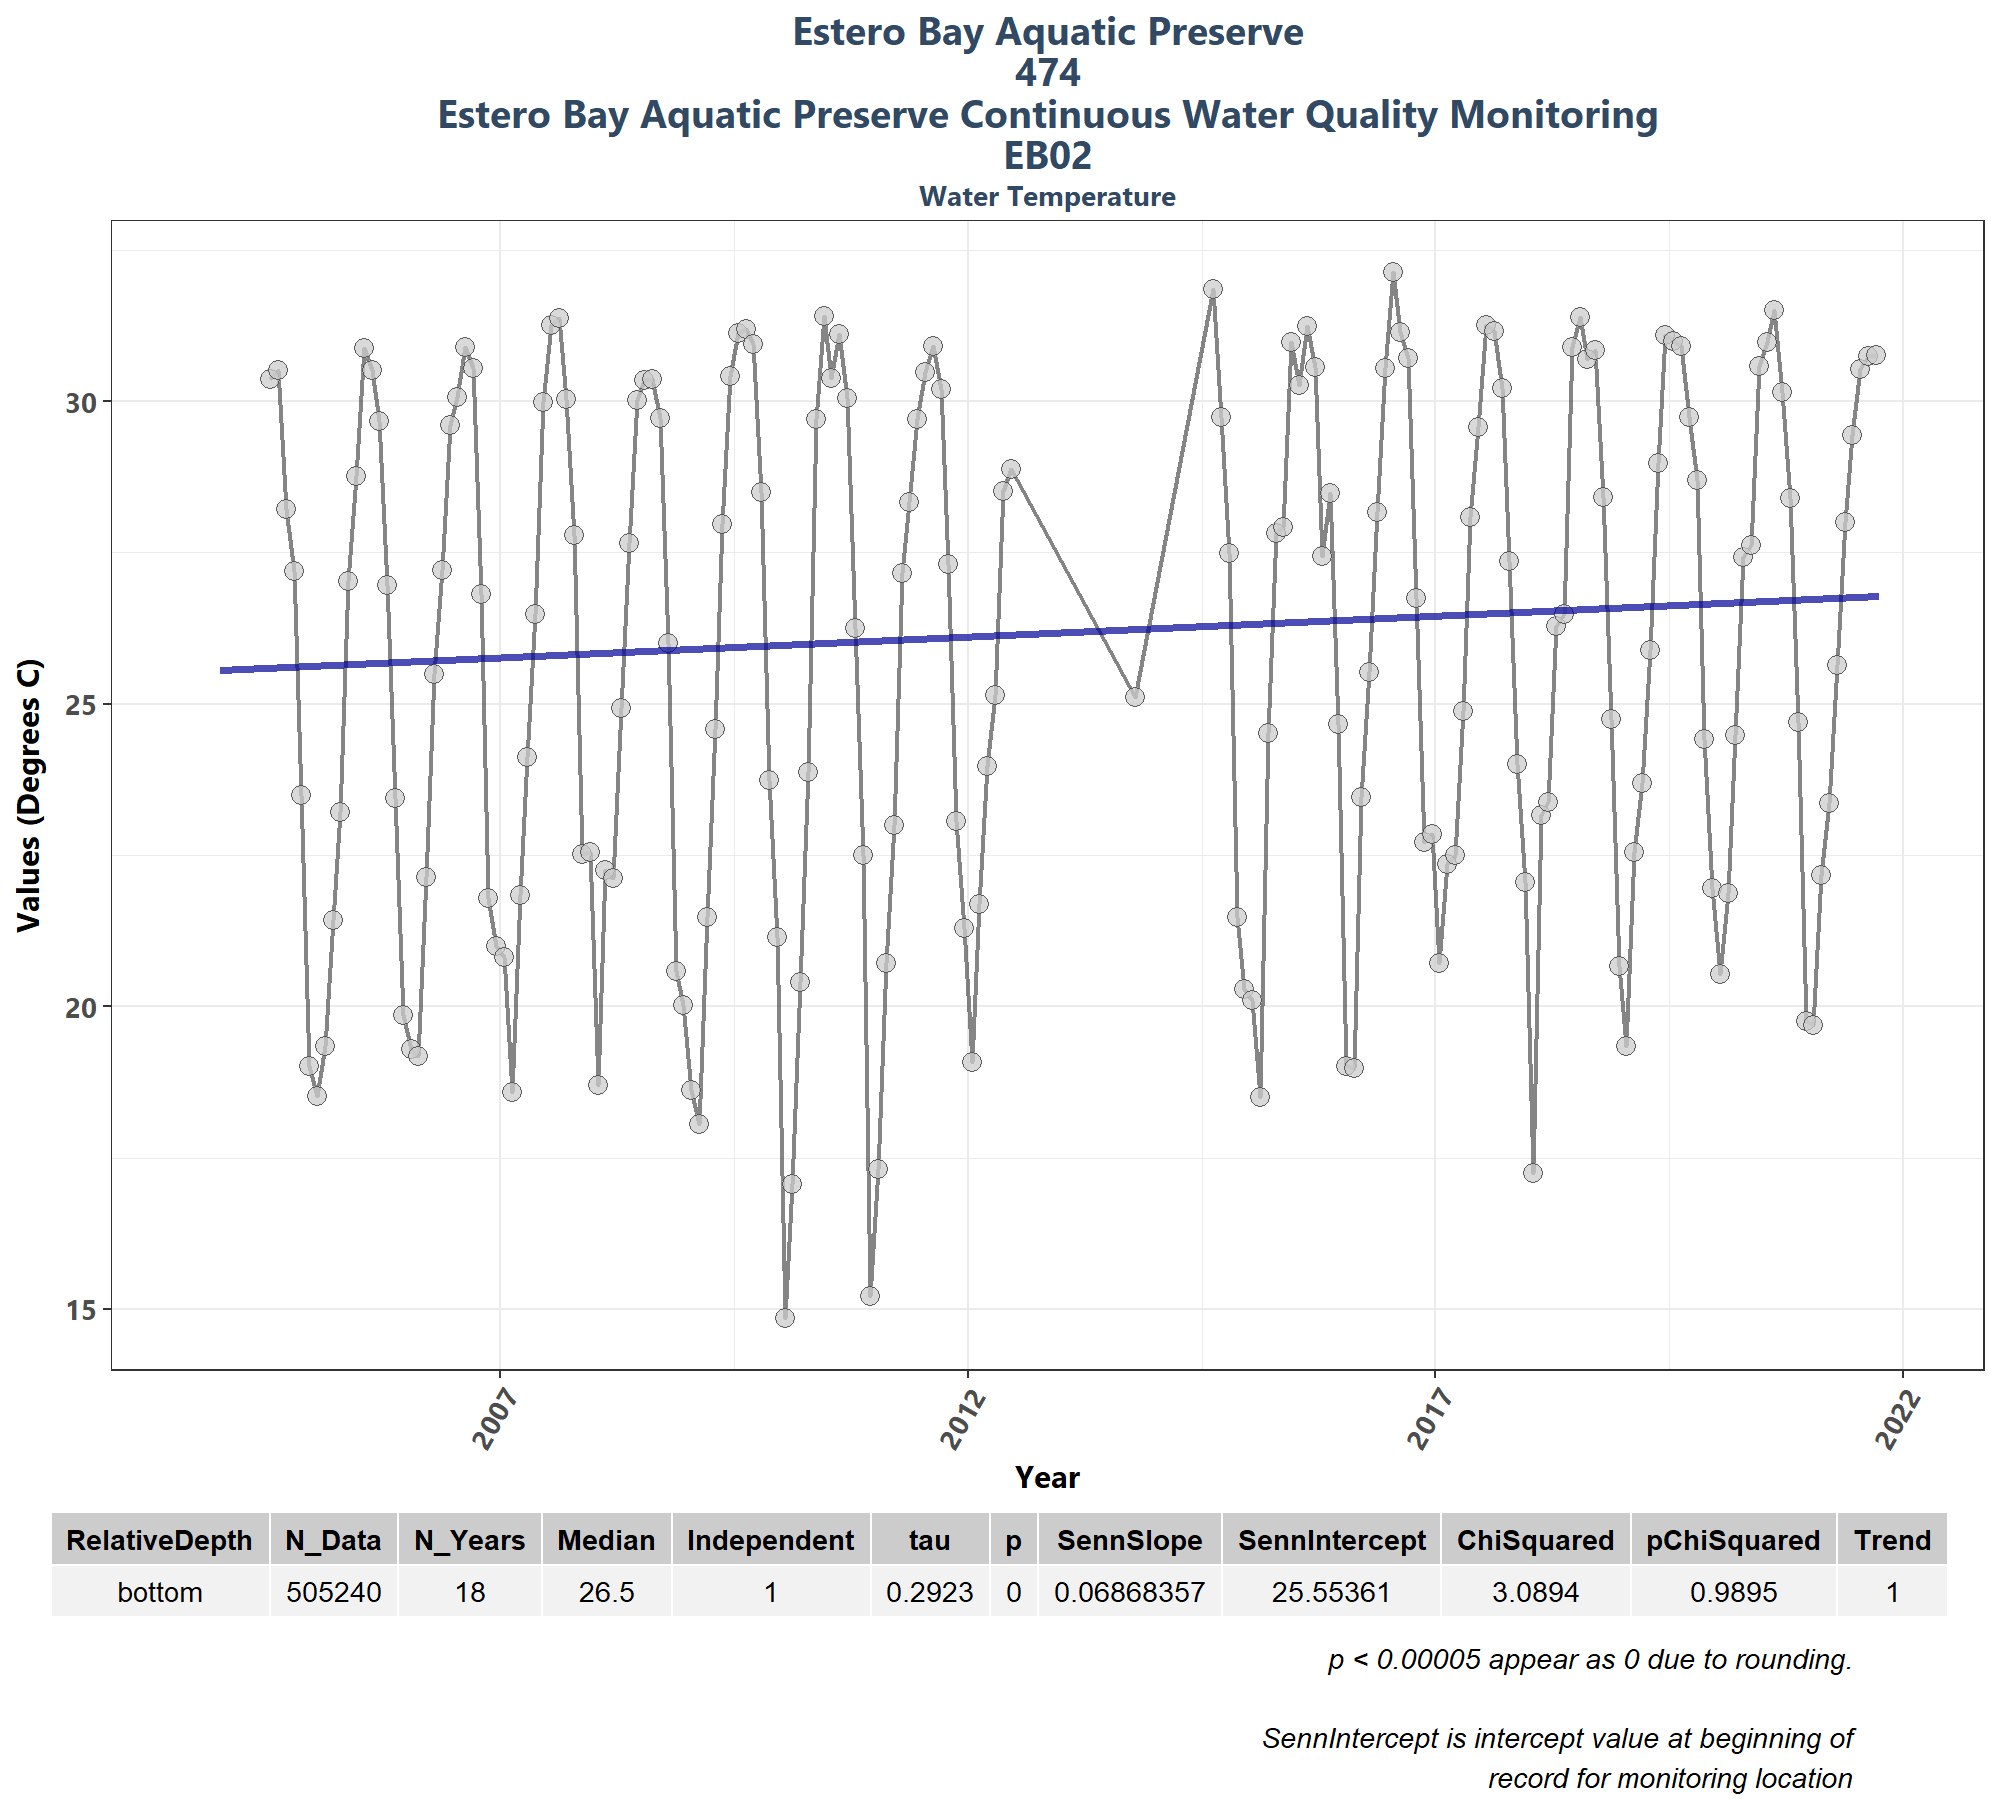 Estero Bay Aquatic Preserve
474
Estero Bay Aquatic Preserve Continuous Water Quality Monitoring
EB02
Water Temperature
Values (Degrees C)
30
25
20
15
2007
2012
2017
2022
Year
RelativeDepth N_Data N_Years Median Independent tau p SennSlope SennIntercept ChiSquared pChiSquared Trend
bottom 505240 18 26.5 1 0.2923 0 0.06868357 25.55361 3.0894 0.9895 1
p < 0.00005 appear as 0 due to rounding.
SennIntercept is intercept value at beginning of
record for monitoring location